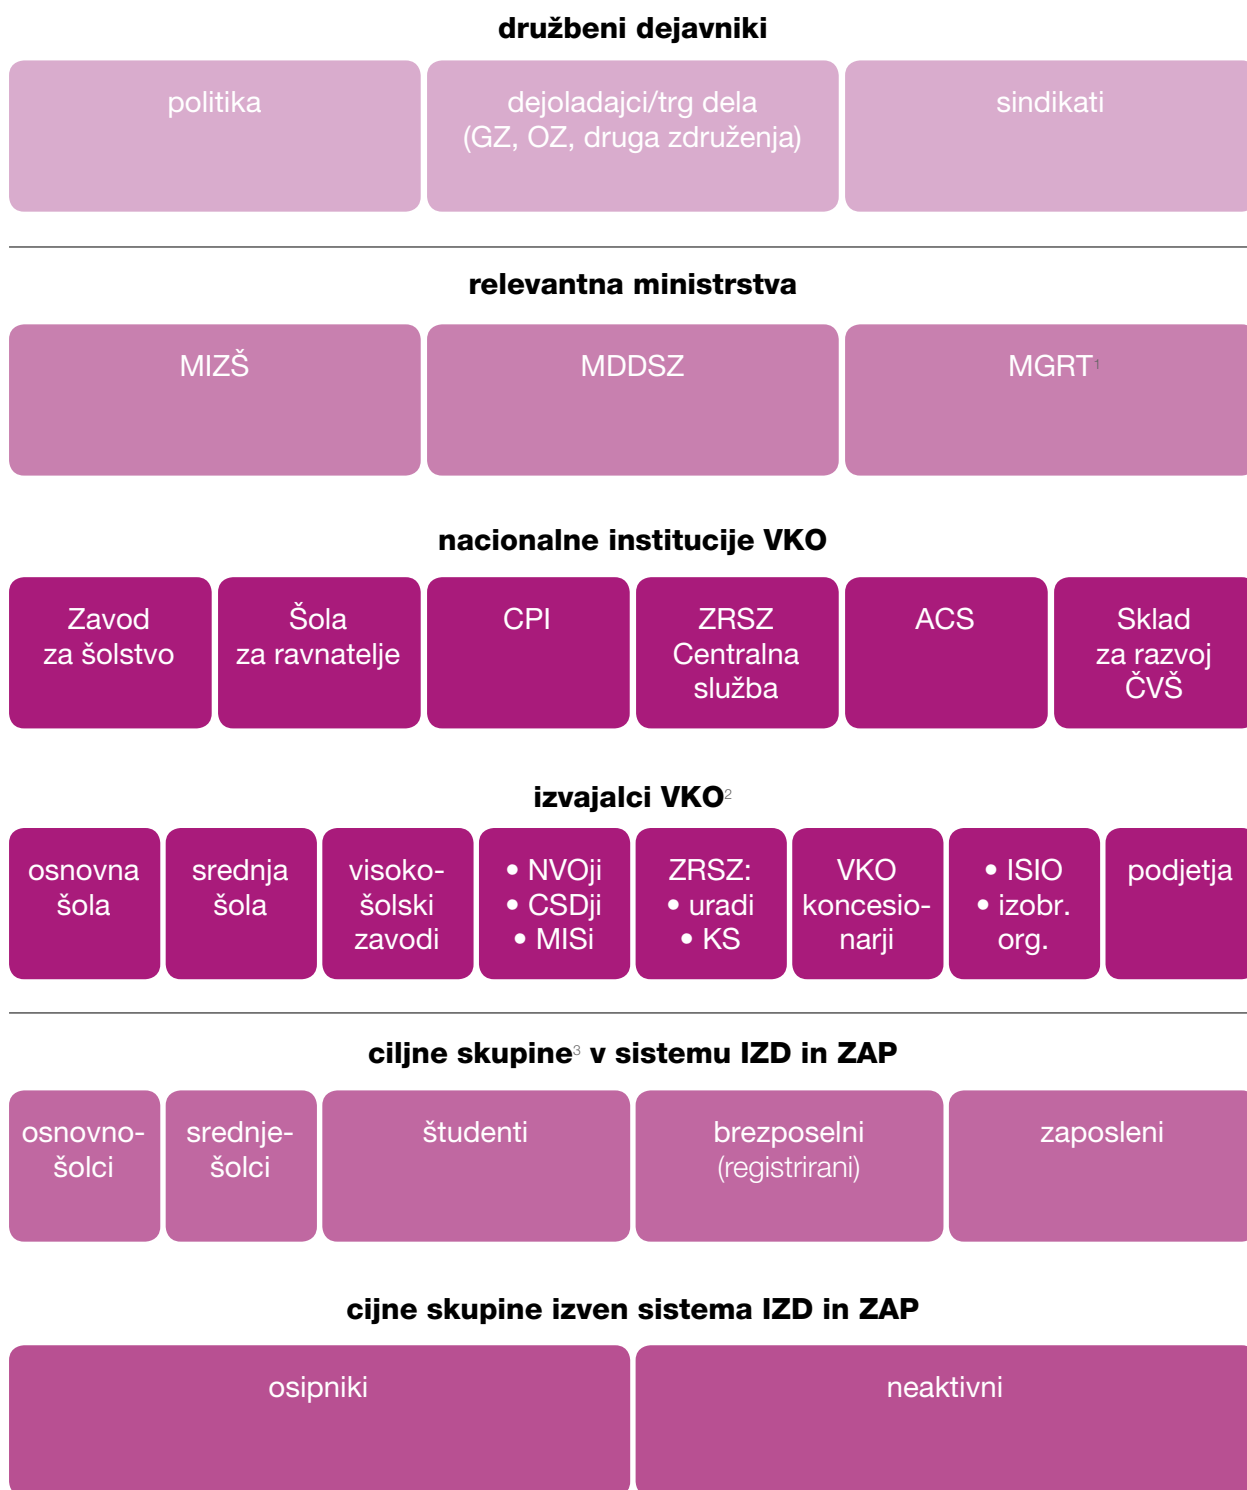 družbeni dejavniki
politika
dejoladajci/trg dela
(GZ, OZ, druga združenja)
sindikati
relevantna ministrstva
MIZŠ
MDDSZ
MGRT¹
nacionalne institucije VKO
Zavod
za šolstvo
Šola
za ravnatelje
CPI
ZRSZ
Centralna
služba
ACS
Sklad
za razvoj
ČVŠ
izvajalci VKO²
osnovna
šola
srednja
šola
visoko-
šolski
zavodi
• NVOji
• CSDji
• MISi
ZRSZ:
• uradi
• KS
VKO
koncesio-
narji
• ISIO
• izobr.
org.
podjetja
ciljne skupine³ v sistemu IZD in ZAP
osnovno-
šolci
srednje-
šolci
študenti
brezposelni
(registrirani)
zaposleni
cijne skupine izven sistema IZD in ZAP
osipniki
neaktivni